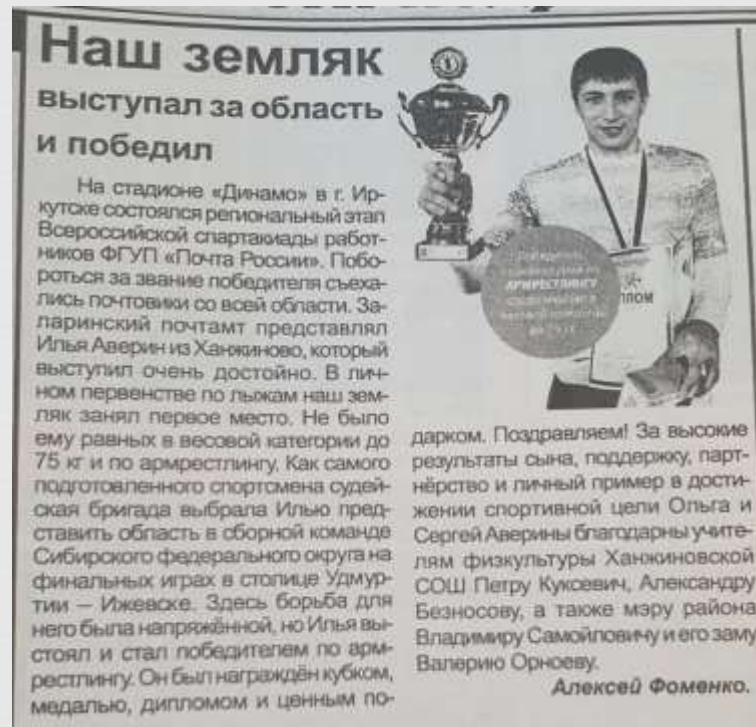 Наш земляк
выступал за область
и победил
На стадионе «Динамо» в г. Ир-
кутске состоялся региональный этап
Всероссийской спартакиады работ-
ников ФГУП «Почта России». Побо-
роться за звание победителя съеха-
лись почтовики со всей области. За-
ларинский почтамт представлял
Илья Аверин из Ханжиново, который
выступил очень достойно. В лич-
ном первенстве по лыжам наш зем-
ляк занял первое место. Не было
ему равных в весовой категории до
75 кг и по армрестлингу. Как самого
подготовленного спортсмена судей-
ская бригада выбрала Илью пред-
ставить область в сборной команде
Сибирского федерального округа на
финальных играх в столице Удмур-
тии – Ижевске. Здесь борьба для
него была напряжённой, но Илья вы-
стоял и стал победителем по арм-
рестлингу. Он был награждён кубком,
медалью, дипломом и ценным по-
АРМРЕСТЛИНГУ
дарком. Поздравляем! За высокие
результаты сына, поддержку, парт-
нёрство и личный пример в дости-
жении спортивной цели Ольга и
Сергей Аверины благодарны учите-
лям физкультуры Ханжиновской
СОШ Петру Куксевич, Александру
Безносову, а также мэру района
Владимиру Самойловичу и его заму
Валерию Орноеву.
Алексей Фоменко.